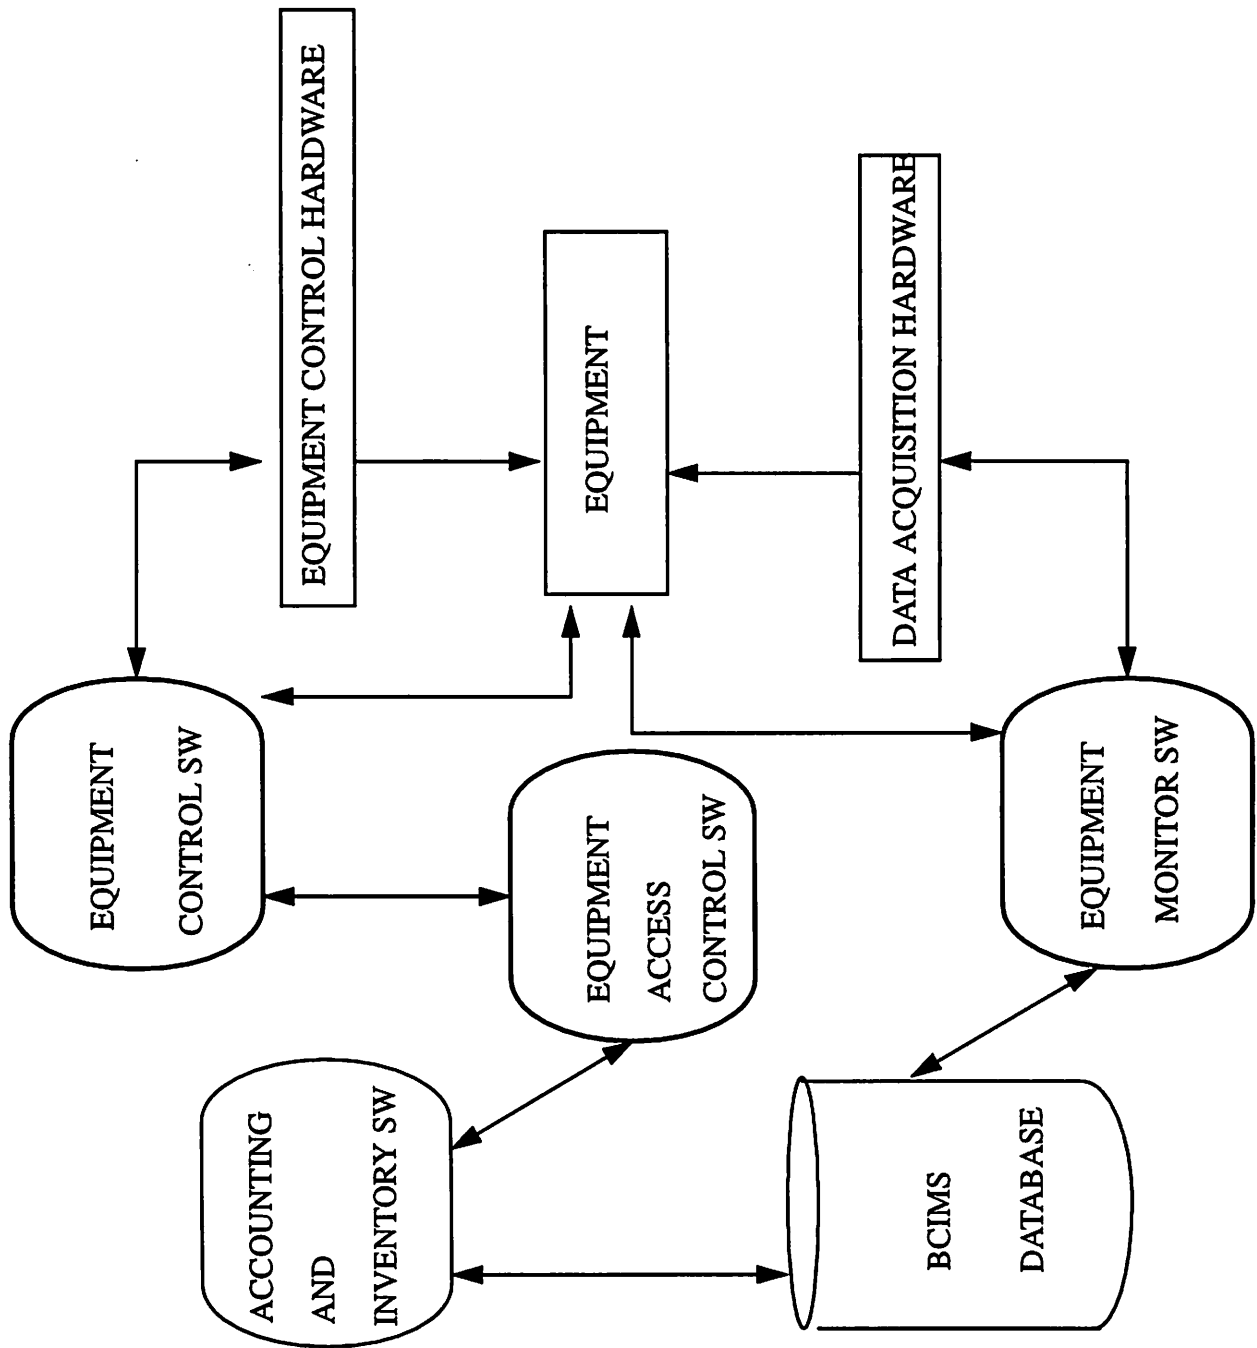 EQUIPMENT
CONTROL SW
EQUIPMENT CONTROL HARDWARE
ACCOUNTING
AND
INVENTORY SW
EQUIPMENT
ACCESS
CONTROL SW
EQUIPMENT
BCIMS
DATABASE
EQUIPMENT
MONITOR SW
DATA ACQUISITION HARDWARE